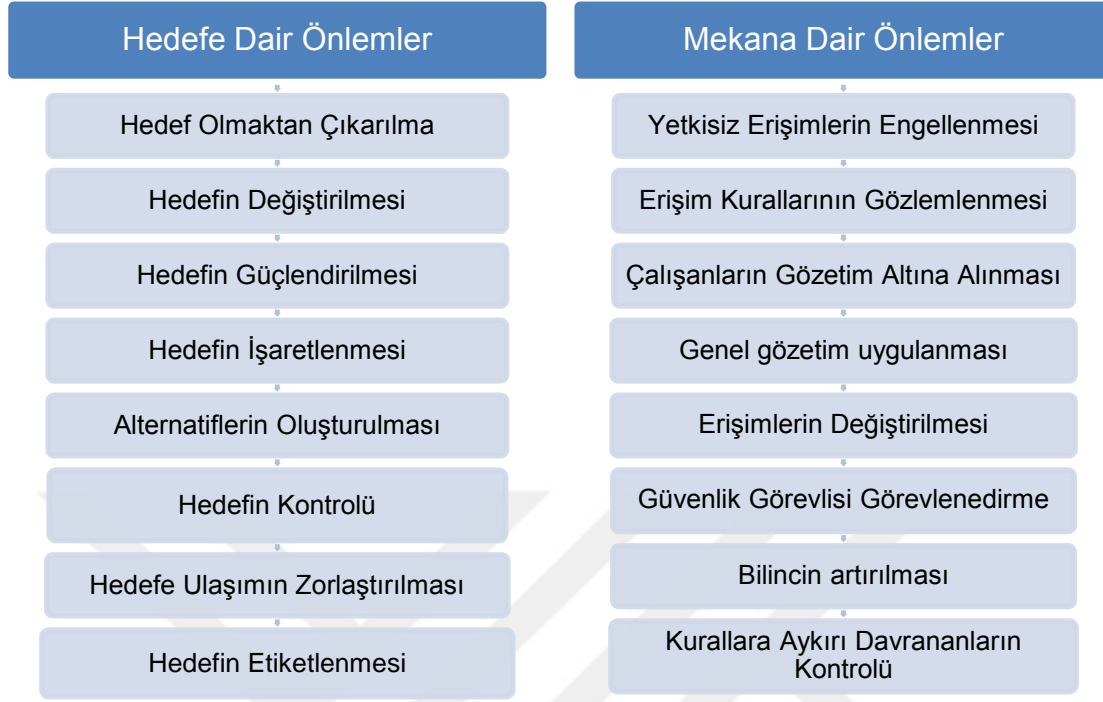 Hedefe Dair Önlemler
Hedef Olmaktan Çıkarılma
Hedefin Değiştirilmesi
Hedefin Güçlendirilmesi
Hedefin İşaretlenmesi
Alternatiflerin Oluşturulması
Hedefin Kontrolü
Hedefe Ulaşımın Zorlaştırılması
Hedefin Etiketlenmesi
Mekana Dair Önlemler
Yetkisiz Erişimlerin Engellenmesi
Erişim Kurallarının Gözlemlenmesi
Çalışanların Gözetim Altına Alınması
Genel gözetim uygulanması
Erişimlerin Değiştirilmesi
Güvenlik Görevlisi Görevlenedirme
Bilincin artırılması
Kurallara Aykırı Davrananların
Kontrolü